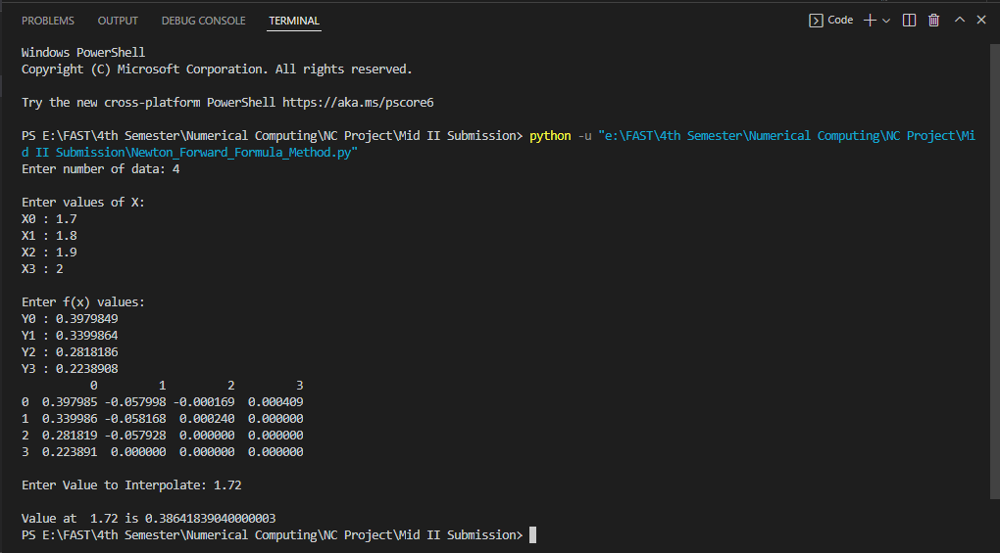 PROBLEMS OUTPUT DEBUG CONSOLE TERMINAL Code
Windows PowerShell
Copyright (C) Microsoft Corporation. All rights reserved.
Try the new cross-platform PowerShell https://aka.ms/pscore6
PS E:\FAST\4th Semester\Numerical Computing\NC Project\Mid II Submission> python -u "e:\FAST\4th Semester\Numerical Computing\NC Project\Mi
d II Submission\Newton_Forward_Formula_Method.py"
Enter number of data: 4
Enter values of X:
X0 : 1.7
X1 : 1.8
X2 : 1.9
X3 : 2
Enter f(x) values:
Y0 : 0.3979849
Y1 : 0.3399864
Y2 : 0.2818186
Y3 : 0.2238908
0 1 2 3
0 0.397985 -0.057998 -0.000169 0.000409
1 0.339986 -0.058168 0.000240 0.000000
2 0.281819 -0.057928 0.000000 0.000000
3 0.223891 0.000000 0.000000 0.000000
Enter Value to Interpolate: 1.72
Value at  1.72 is 0.38641839040000003
PS E:\FAST\4th Semester\Numerical Computing\NC Project\Mid II Submission>